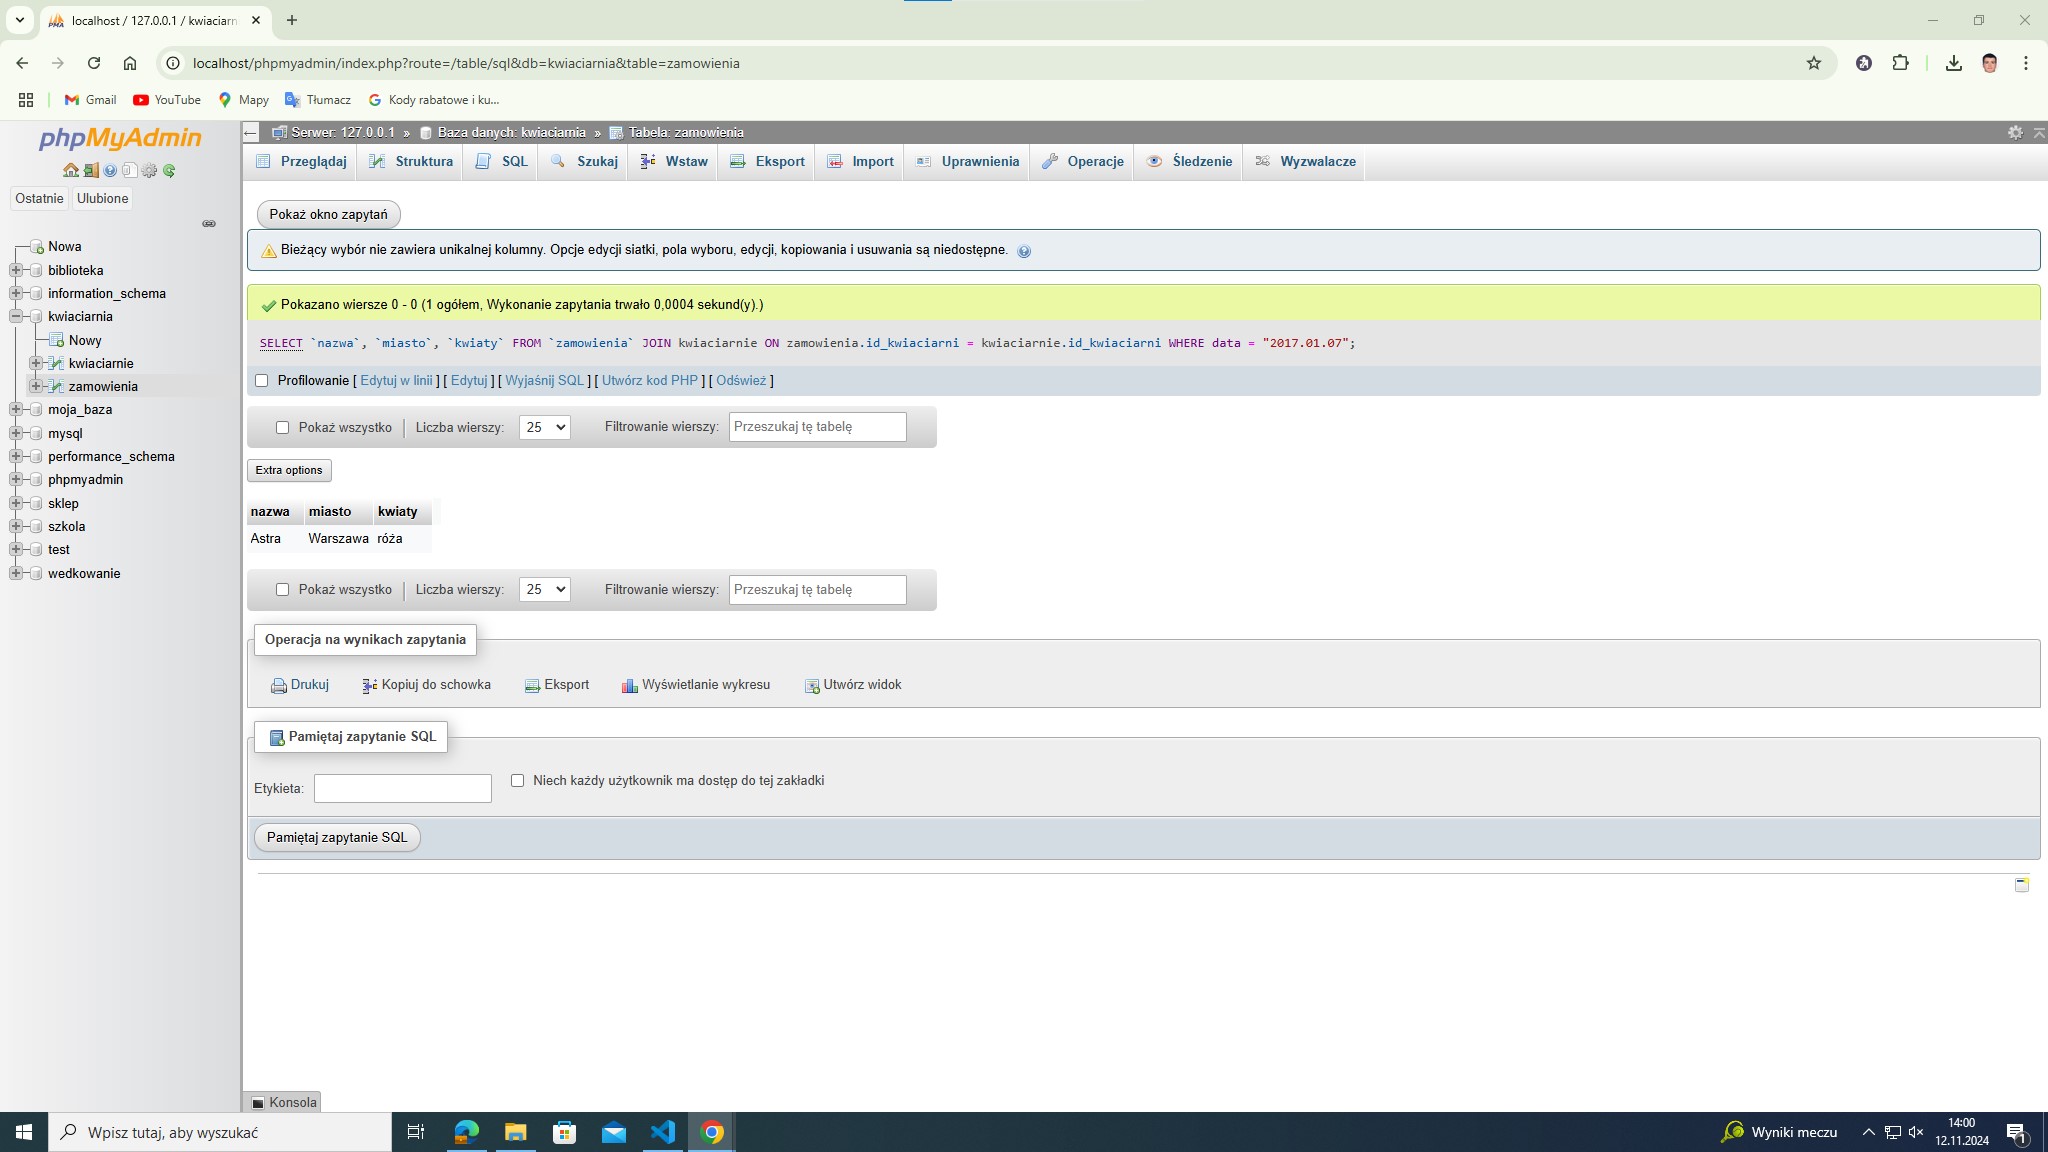 localhost / 127.0.0.1 / kwiaciarn
localhost/phpmyadmin/index.php?route=/table/sql&db=kwiaciarnia&table=zamowienia
Gmail YouTube Mapy Tłumacz Kody rabatowe i ku...
phpMyAdmin
Ostatnie Ulubione
Nowa
biblioteka
information_schema
kwiaciarnia
Nowy
kwiaciarnie
zamowienia
moja_baza
mysql
performance_schema
phpmyadmin
sklep
szkola
test
wedkowanie
Serwer: 127.0.0.1 » Baza danych: kwiaciarnia » Tabela: zamowienia
Przeglądaj Struktura SQL Szukaj Wstaw Eksport Import Uprawnienia Operacje Śledzenie Wyzwalacze
Pokaż okno zapytań
Bieżący wybór nie zawiera unikalnej kolumny. Opcje edycji siatki, pola wyboru, edycji, kopiowania i usuwania są niedostępne.
Pokazano wiersze 0 - 0 (1 ogółem, Wykonanie zapytania trwało 0,0004 sekund(y).)
SELECT `nazwa`, `miasto`, `kwiaty` FROM `zamowienia` JOIN kwiaciarnie ON zamowienia.id_kwiaciarni = kwiaciarnie.id_kwiaciarni WHERE data = "2017.01.07";
Profilowanie [ Edytuj w linii ] [ Edytuj ] [ Wyjaśnij SQL ] [ Utwórz kod PHP ] [ Odśwież ]
Pokaż wszystko Liczba wierszy: 25 Filtrowanie wierszy: Przeszukaj tę tabelę
Extra options
nazwa miasto kwiaty
Astra Warszawa róża
Pokaż wszystko Liczba wierszy: 25 Filtrowanie wierszy: Przeszukaj tę tabelę
Operacja na wynikach zapytania
Drukuj Kopiuj do schowka Eksport Wyświetlanie wykresu Utwórz widok
Pamiętaj zapytanie SQL
Etykieta: Niech każdy użytkownik ma dostęp do tej zakładki
Pamiętaj zapytanie SQL
Konsola
Wpisz tutaj, aby wyszukać
Wyniki meczu
14:00
12.11.2024
1